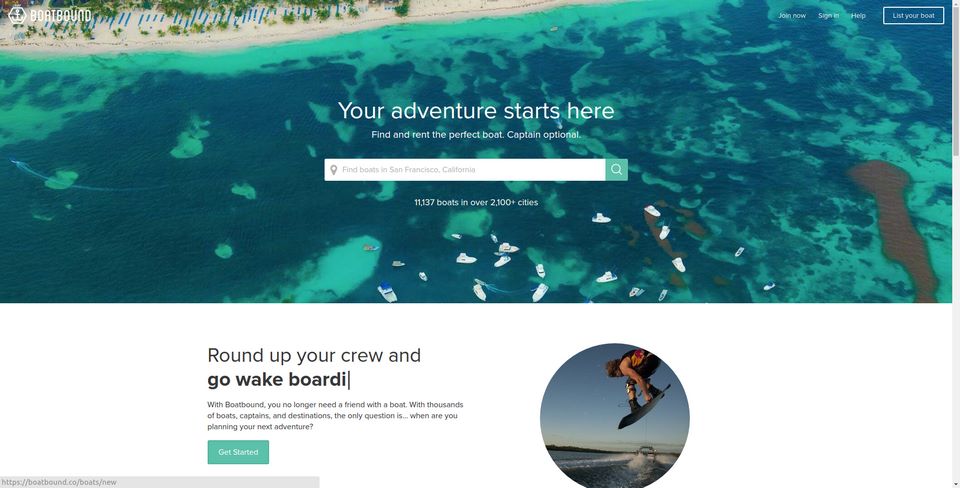 BOATBOUND
Join now
Sign in
Help
List your boat
Your adventure starts here
Find and rent the perfect boat. Captain optional.
Find boats in San Francisco, California
11,137 boats in over 2,100+ cities
Round up your crew and
go wake boardi
With Boatbound, you no longer need a friend with a boat. With thousands
of boats, captains, and destinations, the only question is... when are you
planning your next adventure?
Get Started
https://boatbound.co/boats/new